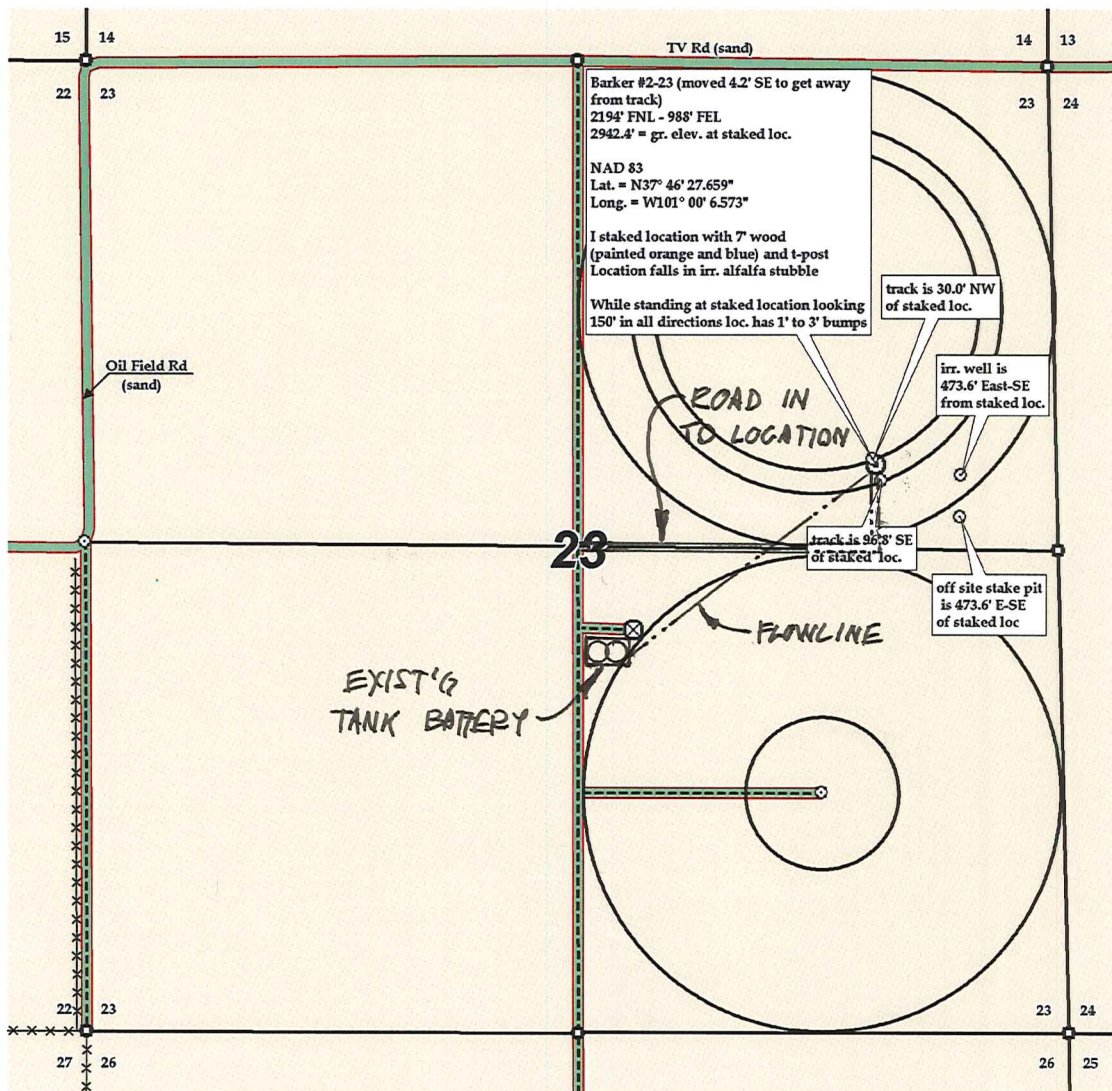 15 14
14 13
TV Rd (sand)
22 23
23 24
Barker #2-23 (moved 4.2' SE to get away
from track)
2194' FNL - 988' FEL
2942.4' = gr. elev. at staked loc.
NAD 83
Lat. = N37° 46' 27.659"
Long. = W101° 00' 6.573"
I staked location with 7' wood
(painted orange and blue) and t-post
Location falls in irr. alfalfa stubble
While standing at staked location looking
150' in all directions loc. has 1' to 3' bumps
track is 30.0' NW
of staked loc.
Oil Field Rd
(sand)
irr. well is
473.6' East-SE
from staked loc.
ROAD IN
TO LOCATION
23
track is 96.8' SE
of staked loc.
off site stake pit
is 473.6' E-SE
of staked loc
FLOWLINE
EXIST'G
TANK BATTERY
22 23
23 24
27 26
26 25